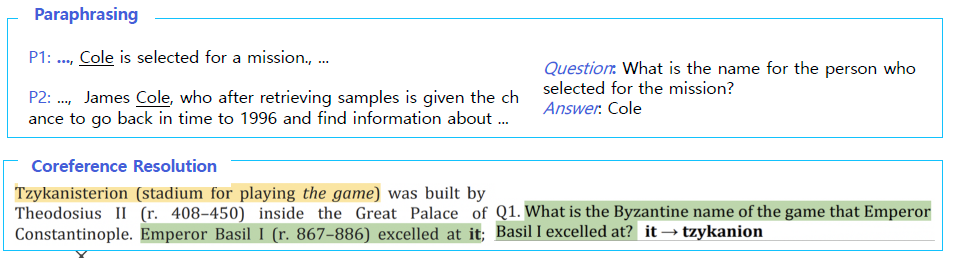 Paraphrasing
P1: ..., Cole is selected for a mission., ...
P2: ..., James Cole, who after retrieving samples is given the ch
ance to go back in time to 1996 and find information about ...
Question: What is the name for the person who
selected for the mission?
Answer: Cole
Coreference Resolution
Tzykanisterion (stadium for playing the game) was built by
Theodosius II (r. 408–450) inside the Great Palace of
Constantinople. Emperor Basil I (r. 867–886) excelled at it;
Q1. What is the Byzantine name of the game that Emperor
Basil I excelled at? it → tzykanion